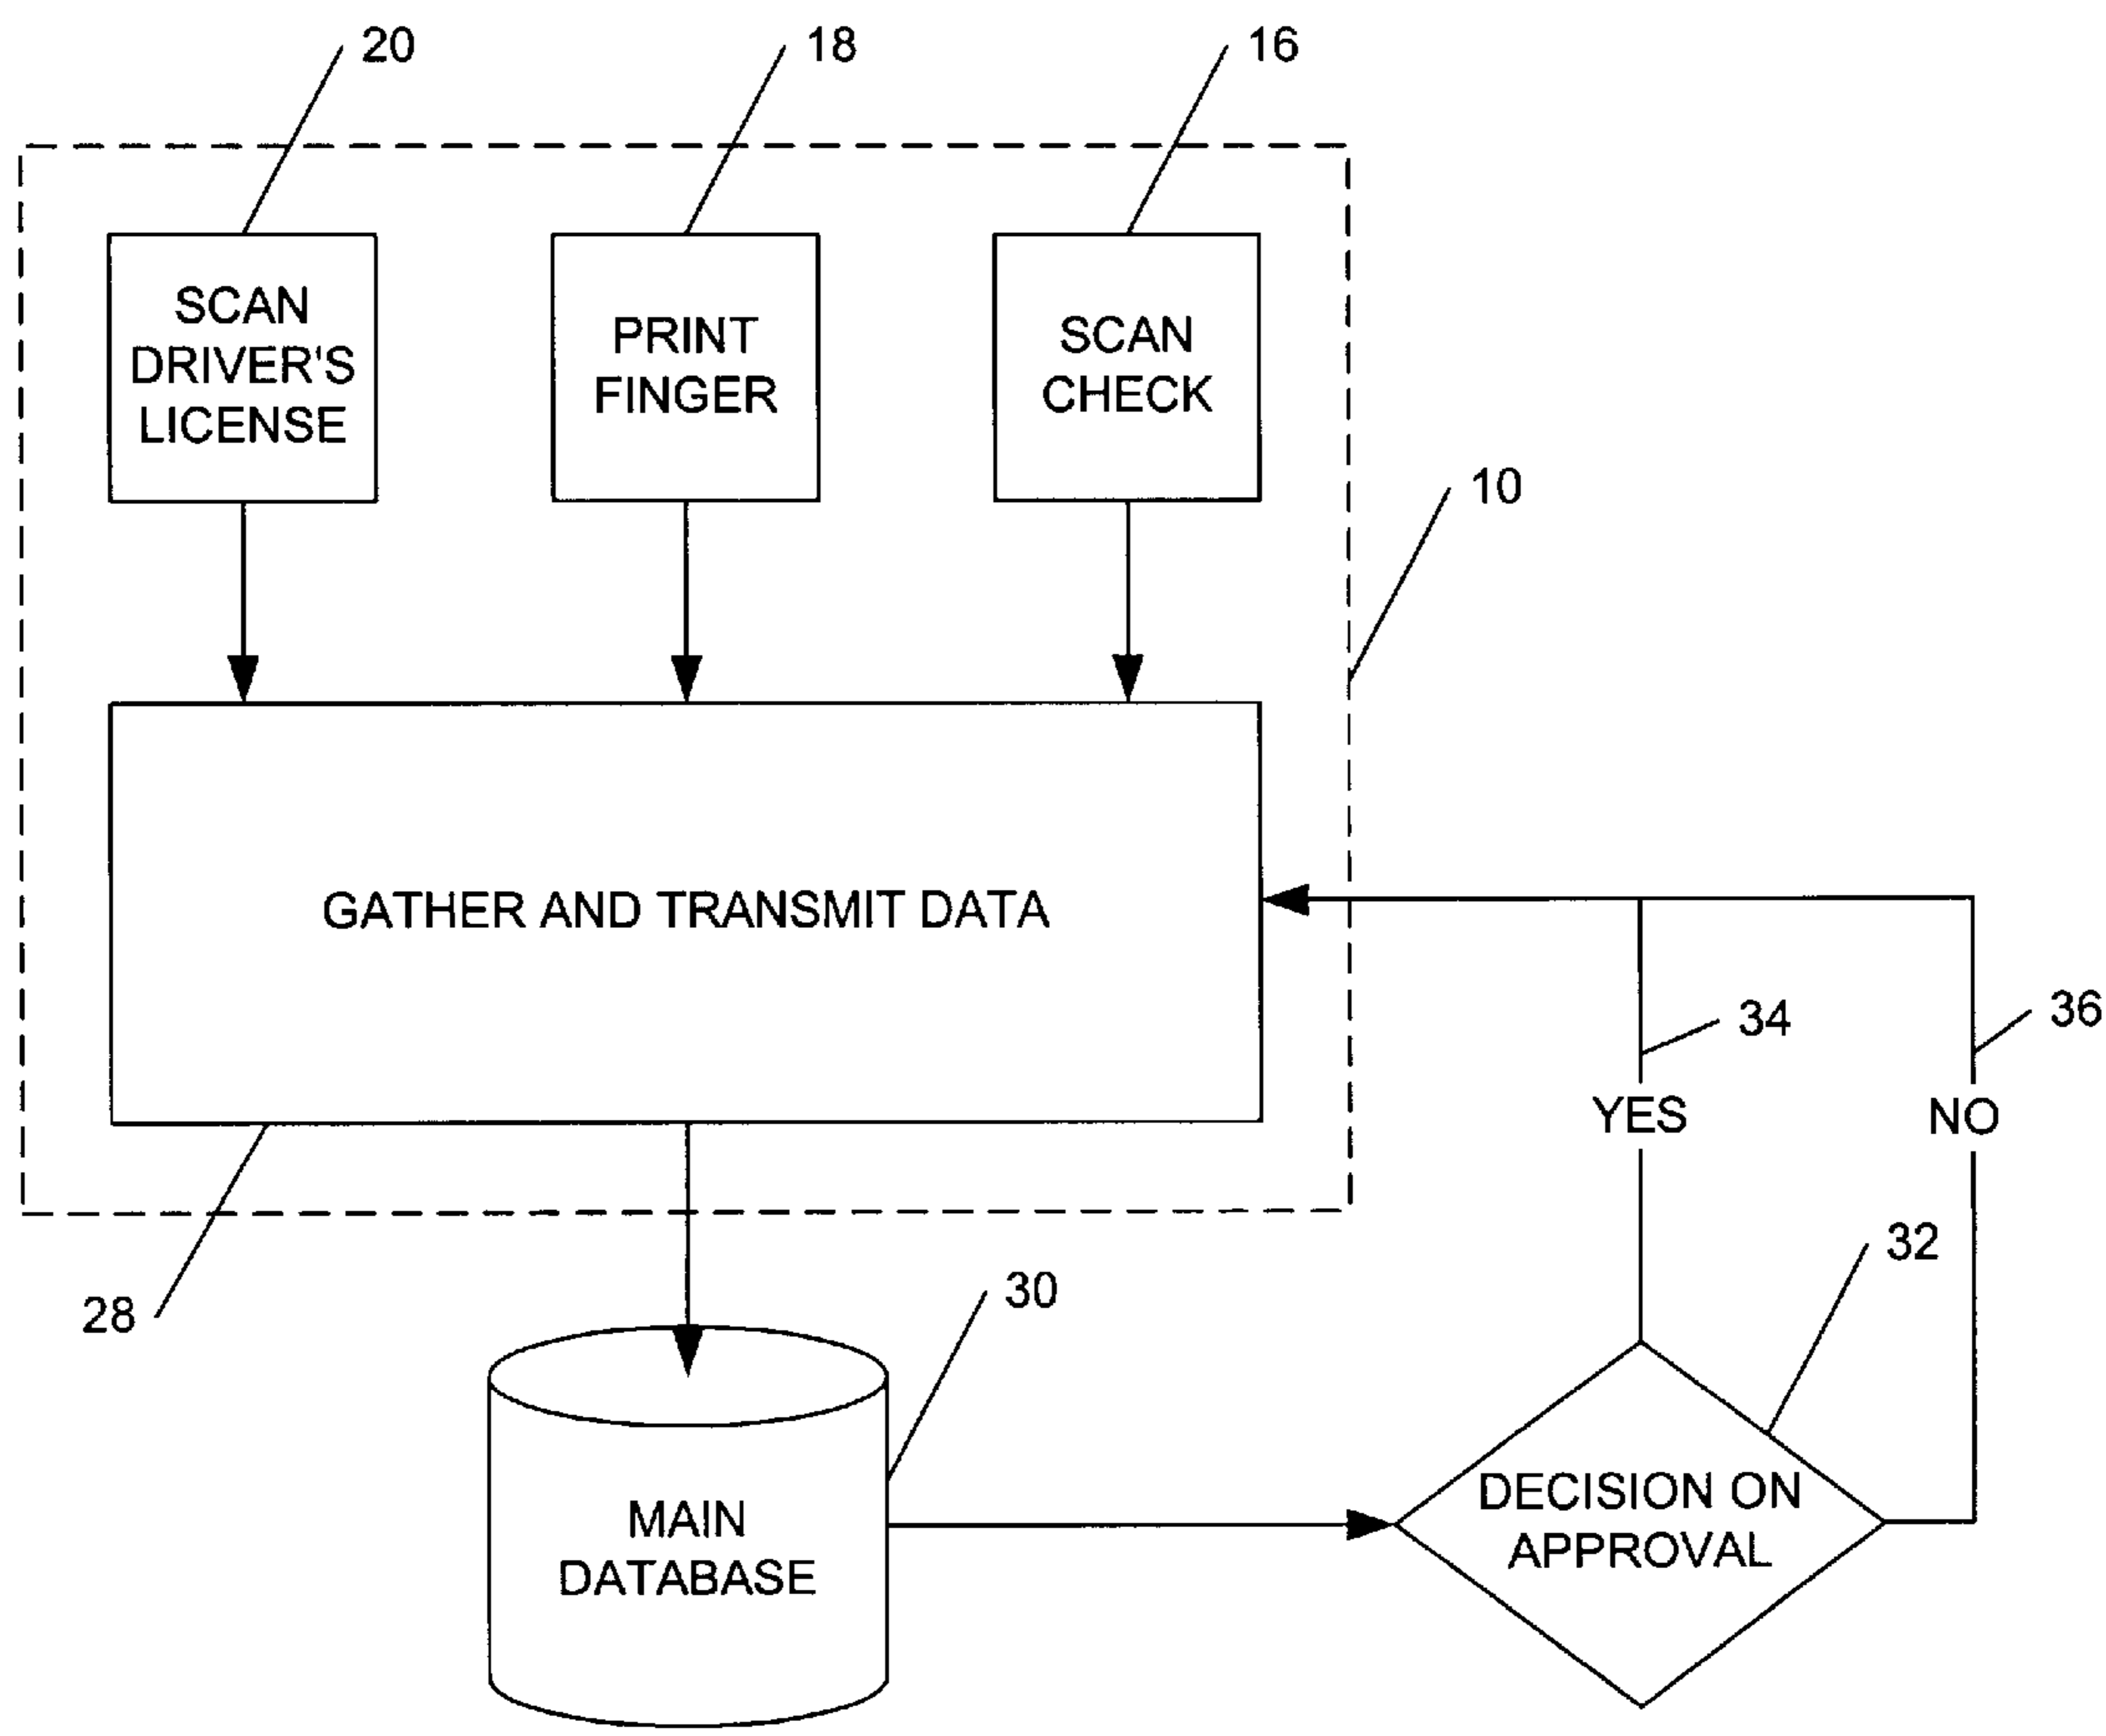 20
18
16
SCAN
DRIVER'S
LICENSE
PRINT
FINGER
SCAN
CHECK
10
GATHER AND TRANSMIT DATA
34
36
YES
NO
32
28
30
DECISION ON
APPROVAL
MAIN
DATABASE